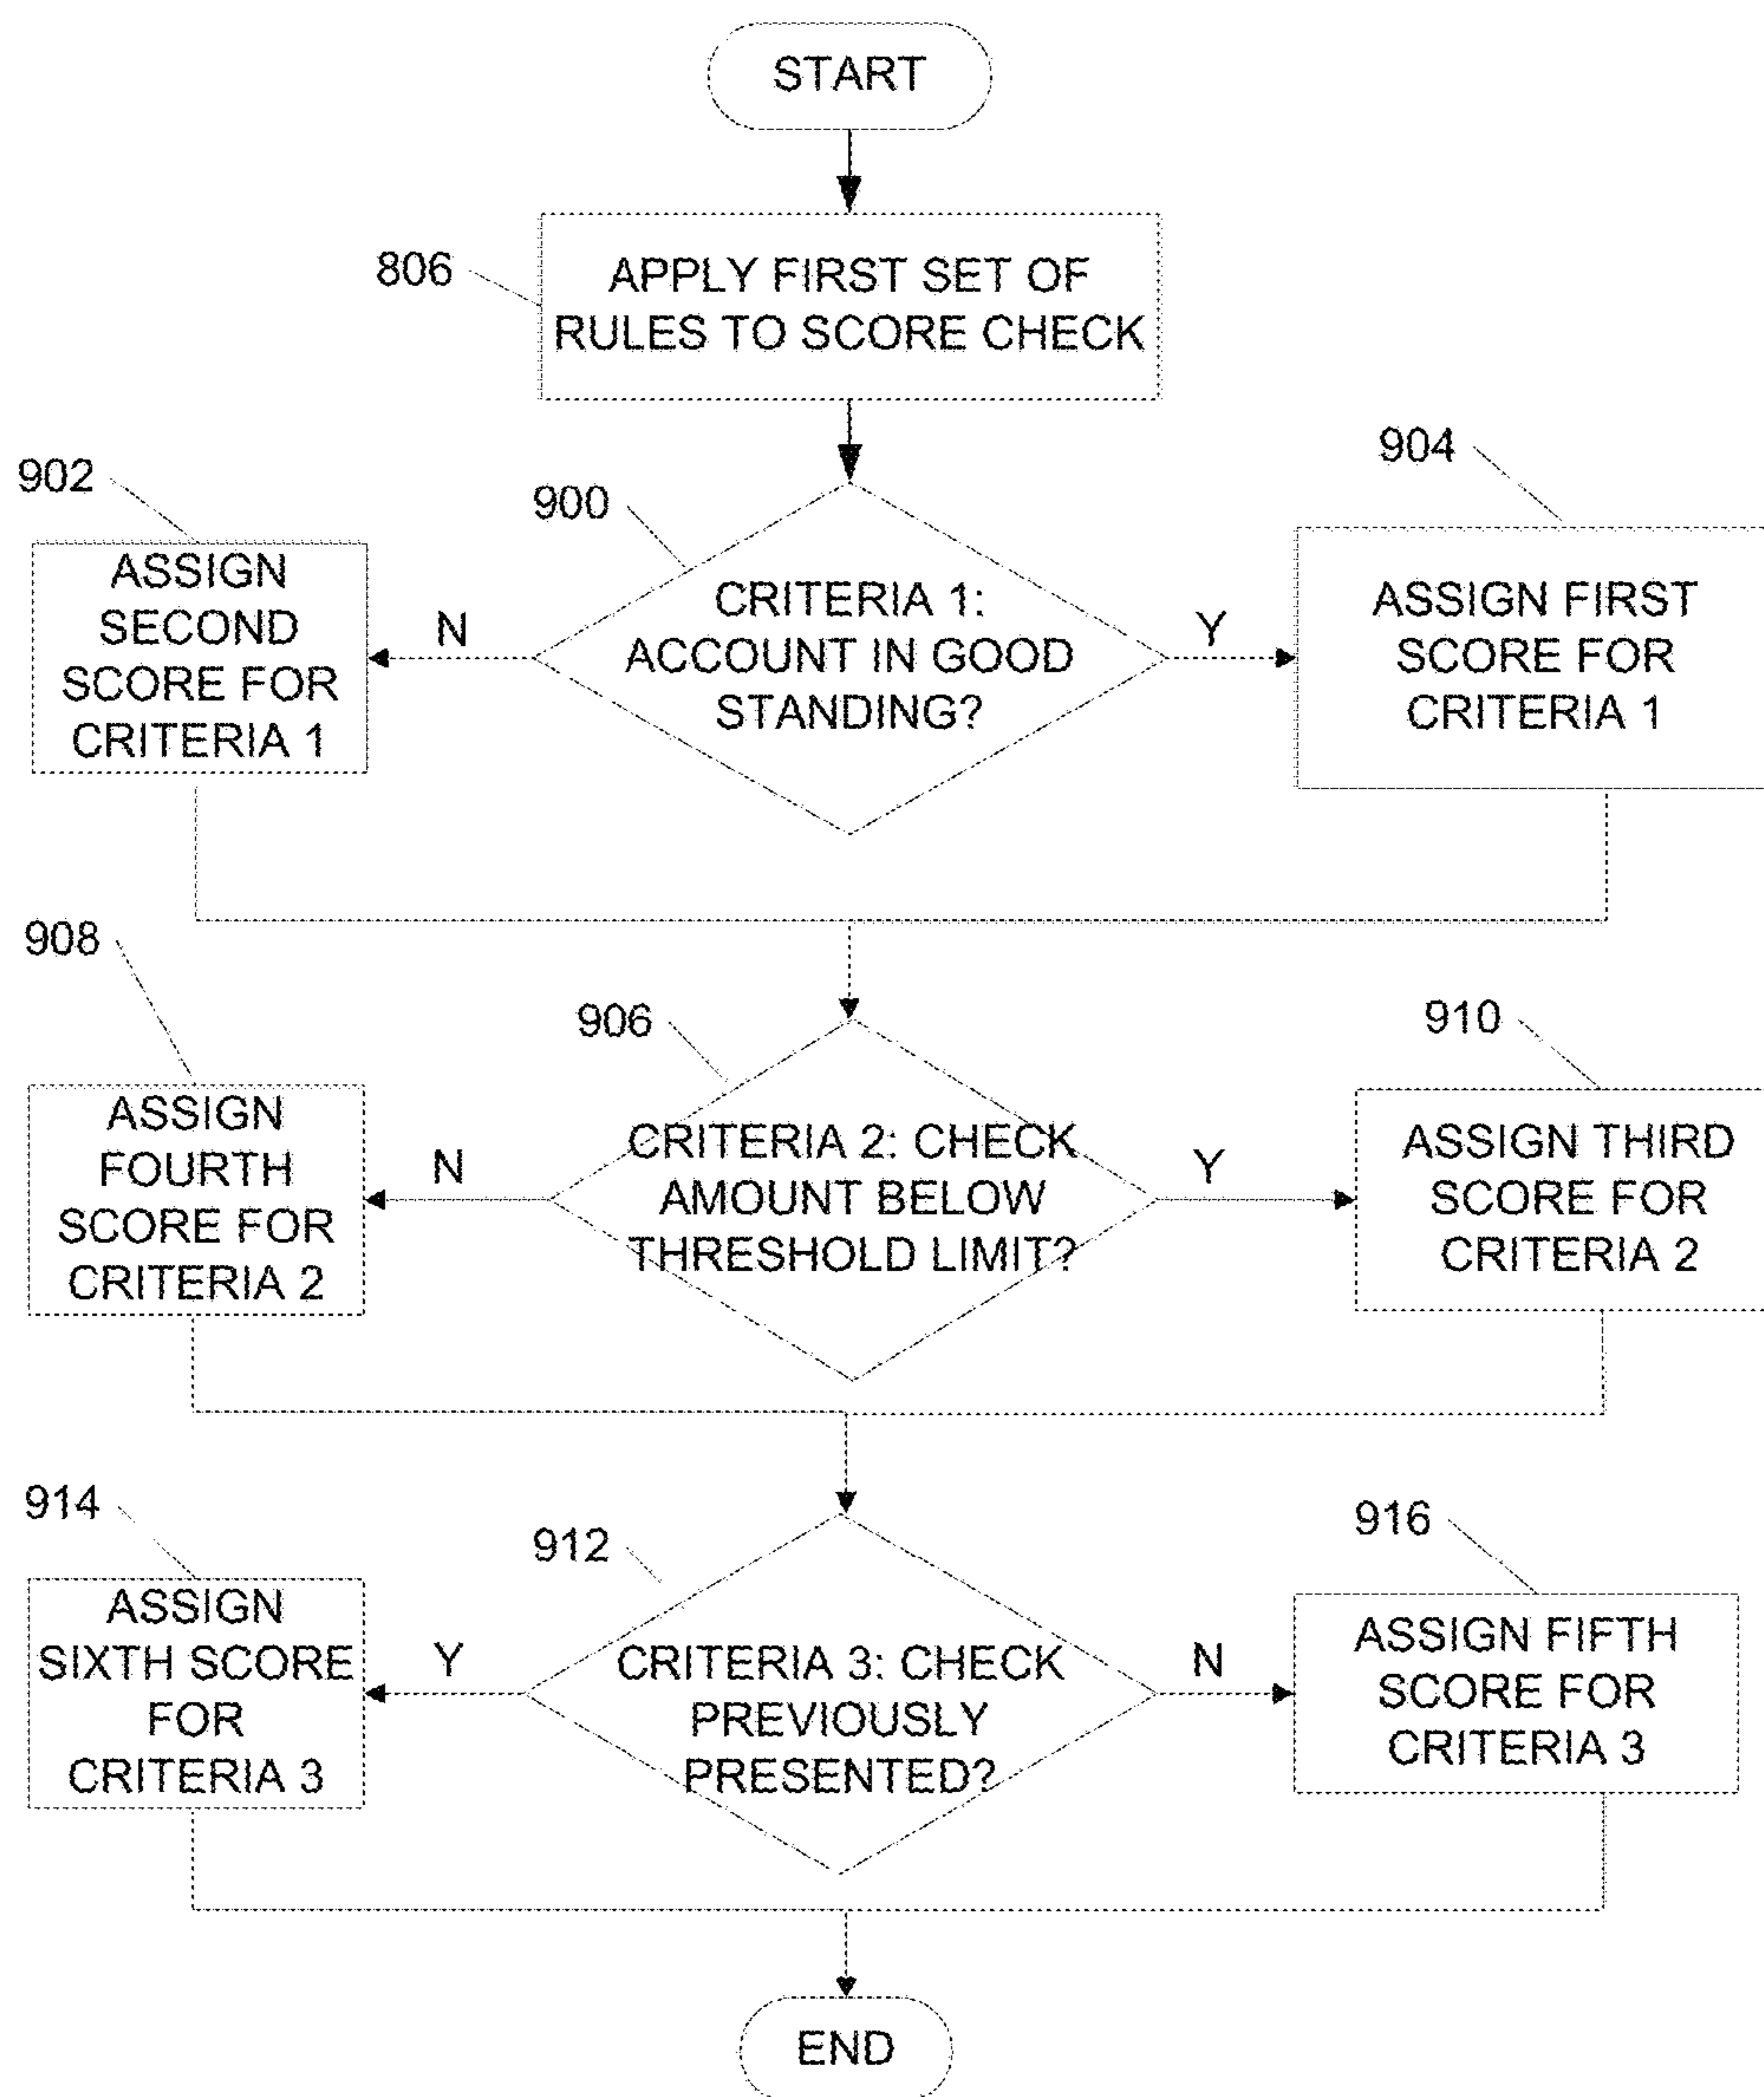 START
806
APPLY FIRST SET OF
RULES TO SCORE CHECK
902
900
904
ASSIGN
SECOND
SCORE FOR
CRITERIA 1
N
CRITERIA 1:
ACCOUNT IN GOOD
STANDING?
Y
ASSIGN FIRST
SCORE FOR
CRITERIA 1
908
906
910
ASSIGN
FOURTH
SCORE FOR
CRITERIA 2
N
CRITERIA 2: CHECK
AMOUNT BELOW
THRESHOLD LIMIT?
Y
ASSIGN THIRD
SCORE FOR
CRITERIA 2
914
912
916
ASSIGN
SIXTH SCORE
FOR
CRITERIA 3
Y
CRITERIA 3: CHECK
PREVIOUSLY
PRESENTED?
N
ASSIGN FIFTH
SCORE FOR
CRITERIA 3
END